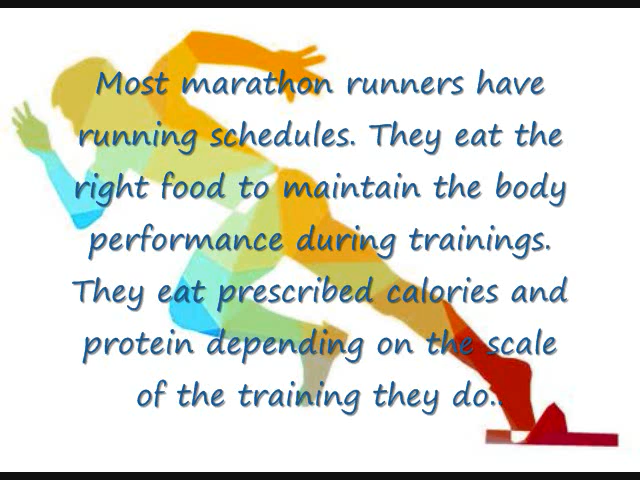 Most marathon runners have
running schedules. They eat the
right food to maintain the body
performance during trainings.
They eat prescribed calories and
protein depending on the scale
of the training they do..